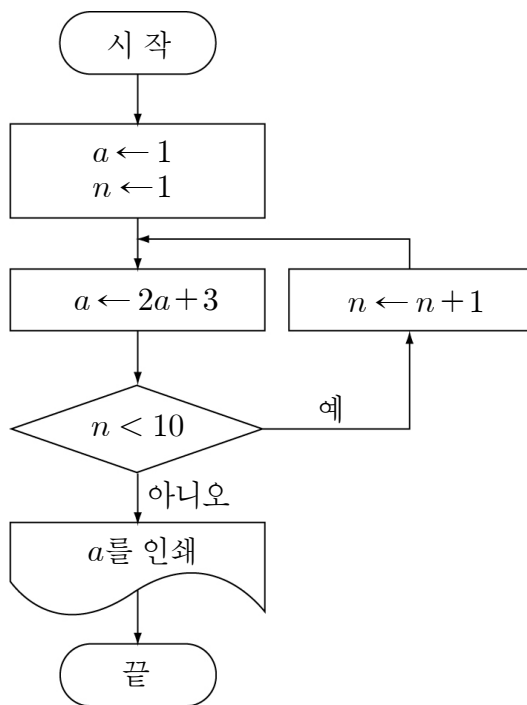 시 작
a ← 1
n ← 1
a ← 2a + 3
n ← n + 1
n < 10
예
아니오
a를 인쇄
끝